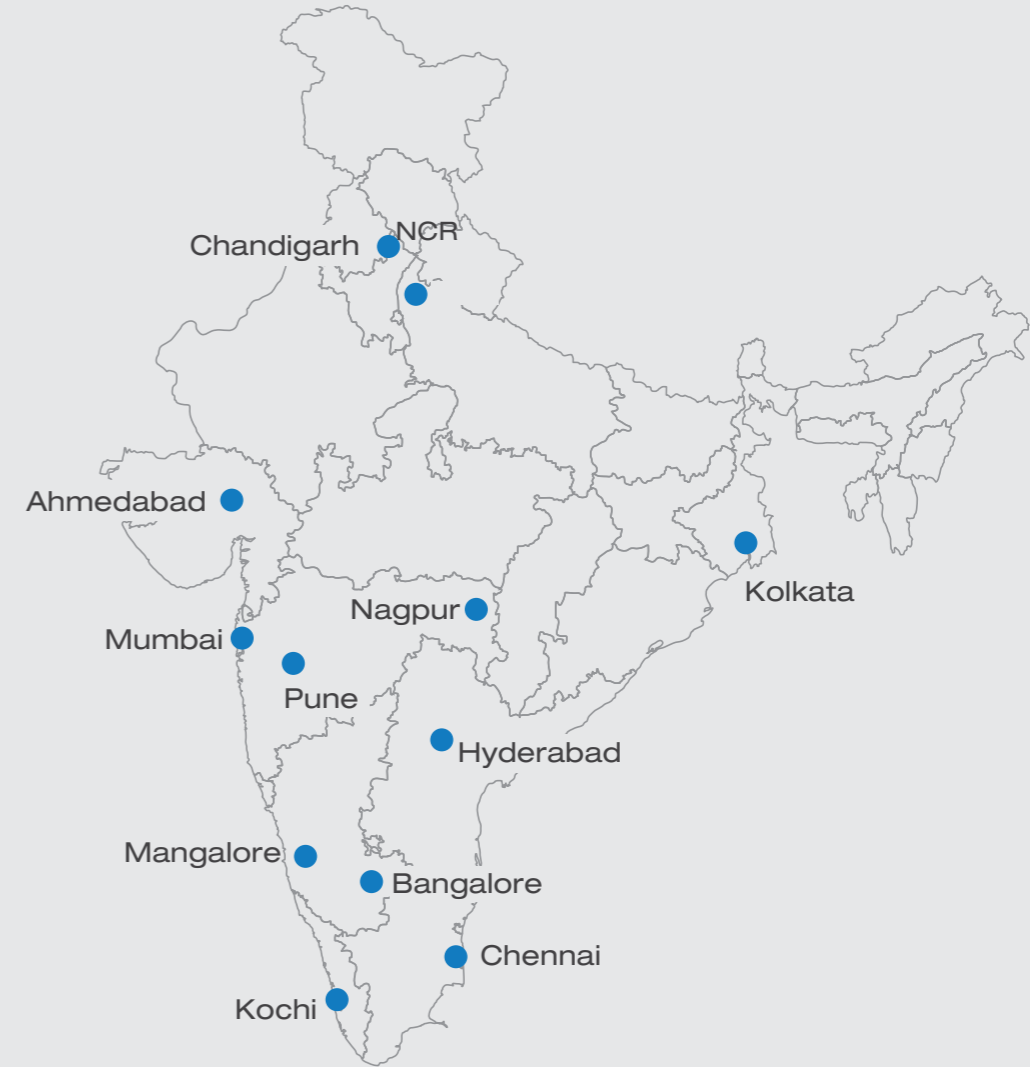 NCR
Chandigarh
Ahmedabad
Kolkata
Nagpur
Mumbai
Pune
Hyderabad
Mangalore
Bangalore
Chennai
Kochi